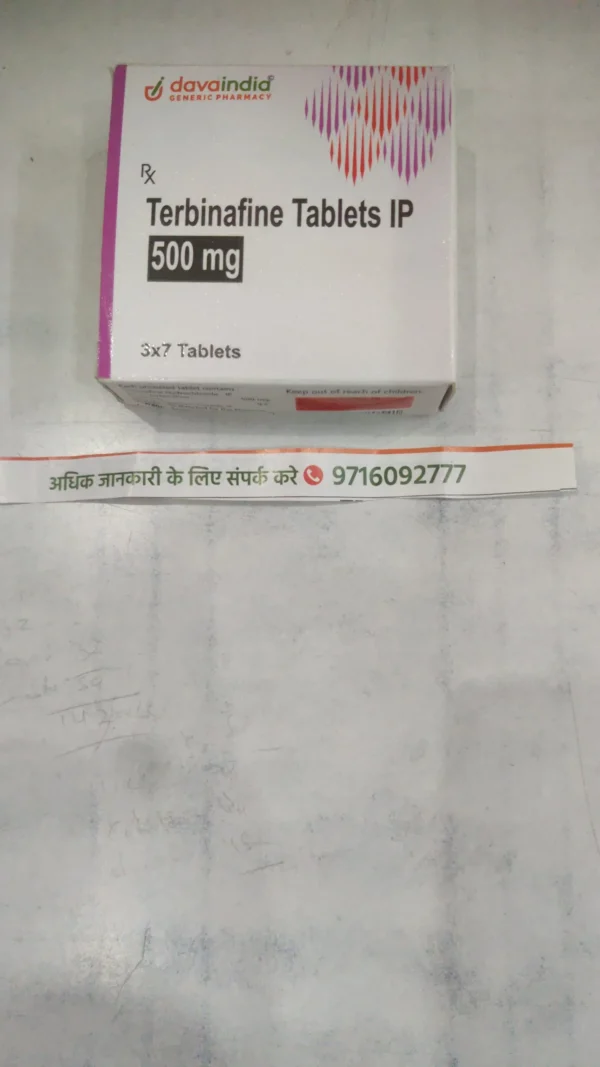 davaindia
GENERIC PHARMACY
Rx
Terbinafine Tablets IP
500 mg
3x7 Tablets
Keep out of reach of children.
अधिक जानकारी के लिए संपर्क करे 9716092777